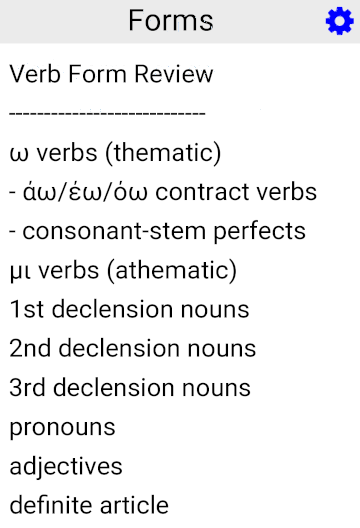 Forms
Verb Form Review
----------------------------
ω verbs (thematic)
- άω/έω/όω contract verbs
- consonant-stem perfects
μι verbs (athematic)
1st declension nouns
2nd declension nouns
3rd declension nouns
pronouns
adjectives
definite article